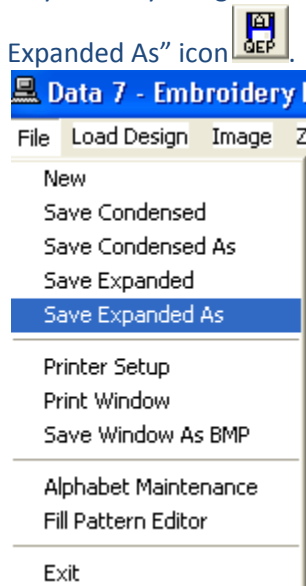 Expanded As” icon QEP.
Data 7 - Embroidery
File Load Design Image Z
New
Save Condensed
Save Condensed As
Save Expanded
Save Expanded As
Printer Setup
Print Window
Save Window As BMP
Alphabet Maintenance
Fill Pattern Editor
Exit